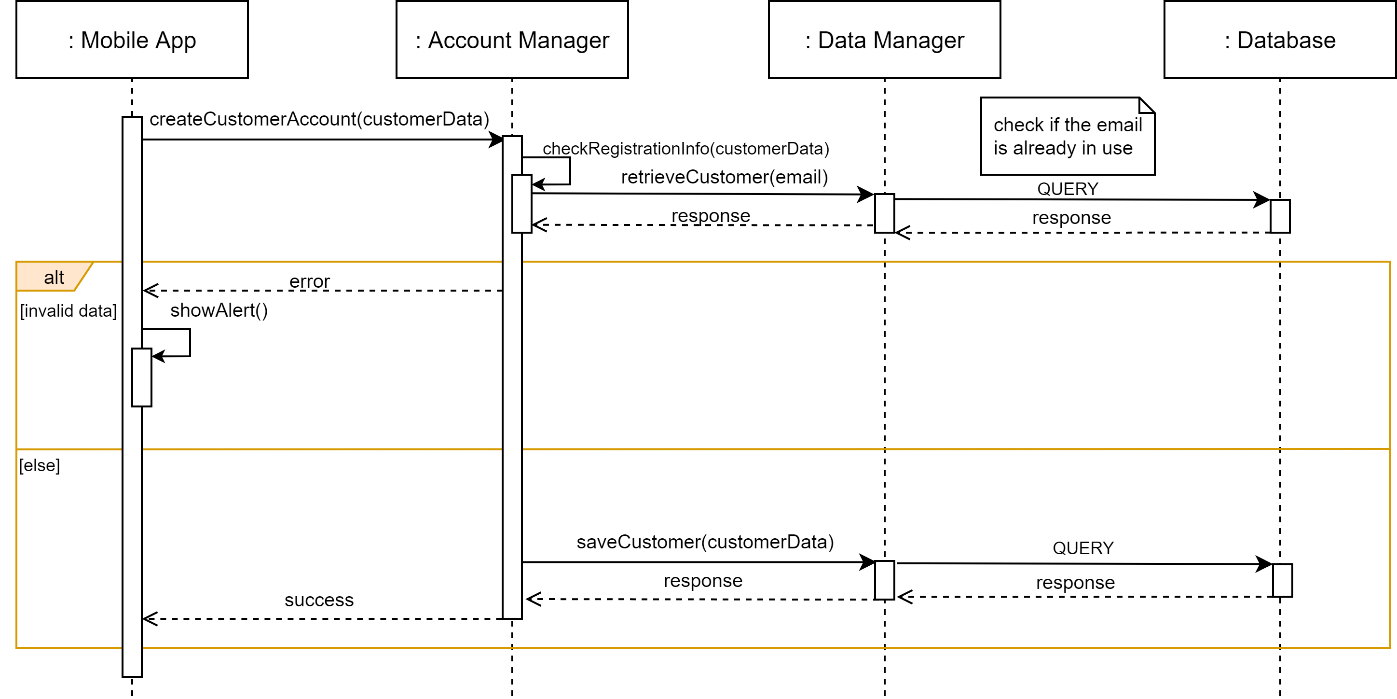 : Mobile App
: Account Manager
: Data Manager
: Database
createCustomerAccount(customerData)
check if the email
is already in use
checkRegistrationInfo(customerData)
retrieveCustomer(email)
QUERY
response
response
alt
error
[invalid data]
showAlert()
[else]
saveCustomer(customerData)
QUERY
response
response
success